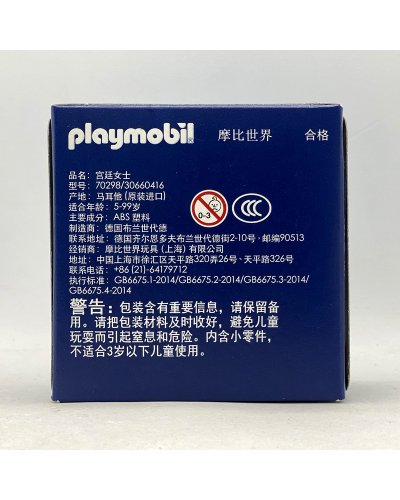 playmobil 摩比世界 合格
品名: 宫廷女士
型号: 70298/30660416
产地: 马耳他 (原装进口)
适合年龄: 5-99岁
主要成分: ABS 塑料
0-3
CCC
制造商: 德国布兰世代德
联系地址: 德国齐尔恩多夫布兰世代德街2-10号·邮编90513
经销商: 摩比世界玩具 (上海) 有限公司
地址: 中国上海市徐汇区天平路320弄26号、天平路326号
联系电话: +86 (21)-64179712
执行标准: GB6675.1-2014/GB6675.2-2014/GB6675.3-2014/
GB6675.4-2014
警告: 包装含有重要信息, 请保留备
用。请把包装材料及时收好, 避免儿童
玩耍而引起窒息和危险。内含小零件,
不适合3岁以下儿童使用。